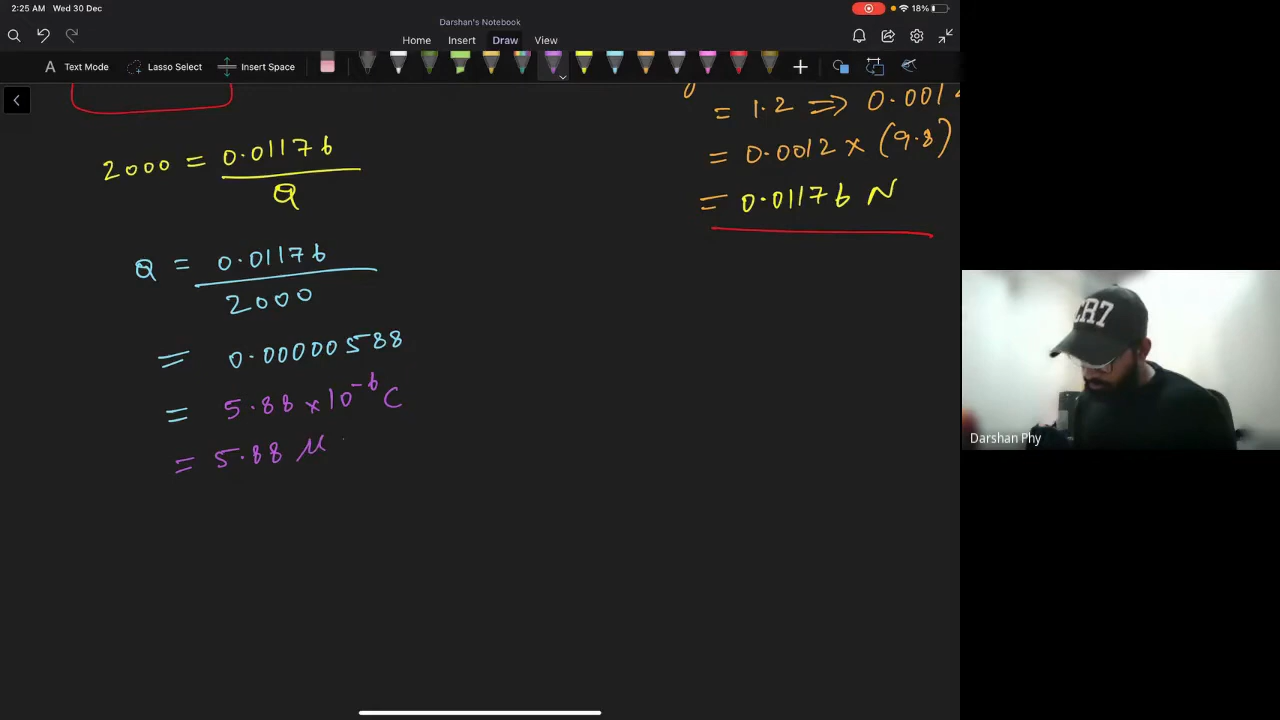 2:25 AM Wed 30 Dec
18%
Darshan's Notebook
Home Insert Draw View
Text Mode Lasso Select Insert Space
= 1.2 ⇒ 0.0012
= 0.0012 × (9.8)
= 0.01176 N
2000 = 0.01176 / Q
Q = 0.01176 / 2000
= 0.00000588
= 5.88 × 10⁻⁶ C
= 5.88 μ
CR7
Darshan Phy